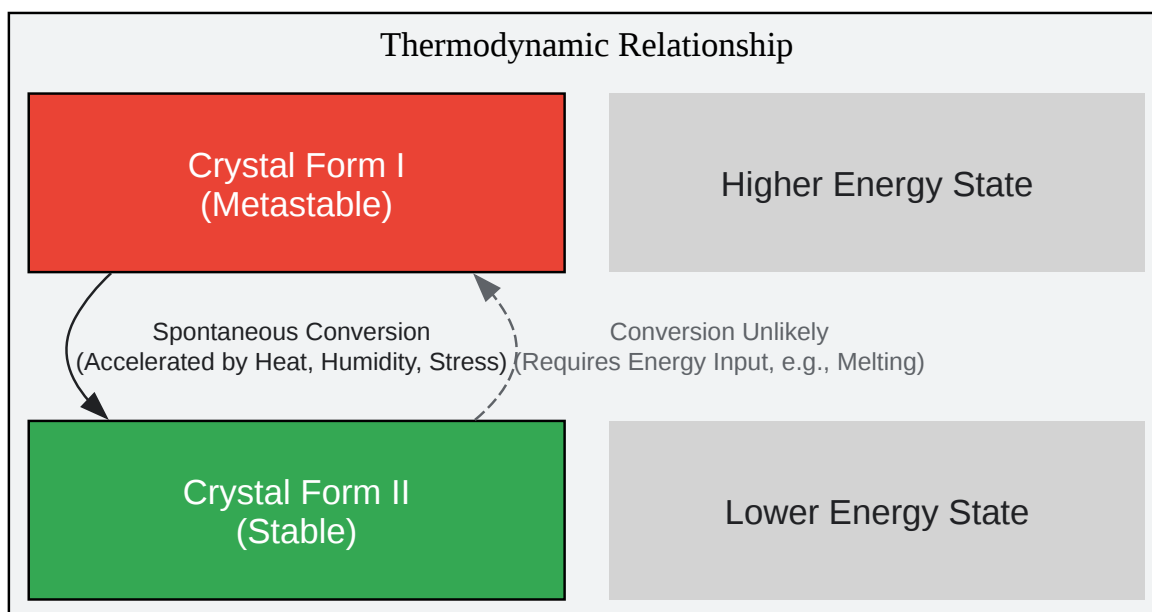 Thermodynamic Relationship
Crystal Form I
(Metastable)
Higher Energy State
Spontaneous Conversion
(Accelerated by Heat, Humidity, Stress)
Conversion Unlikely
(Requires Energy Input, e.g., Melting)
Crystal Form II
(Stable)
Lower Energy State